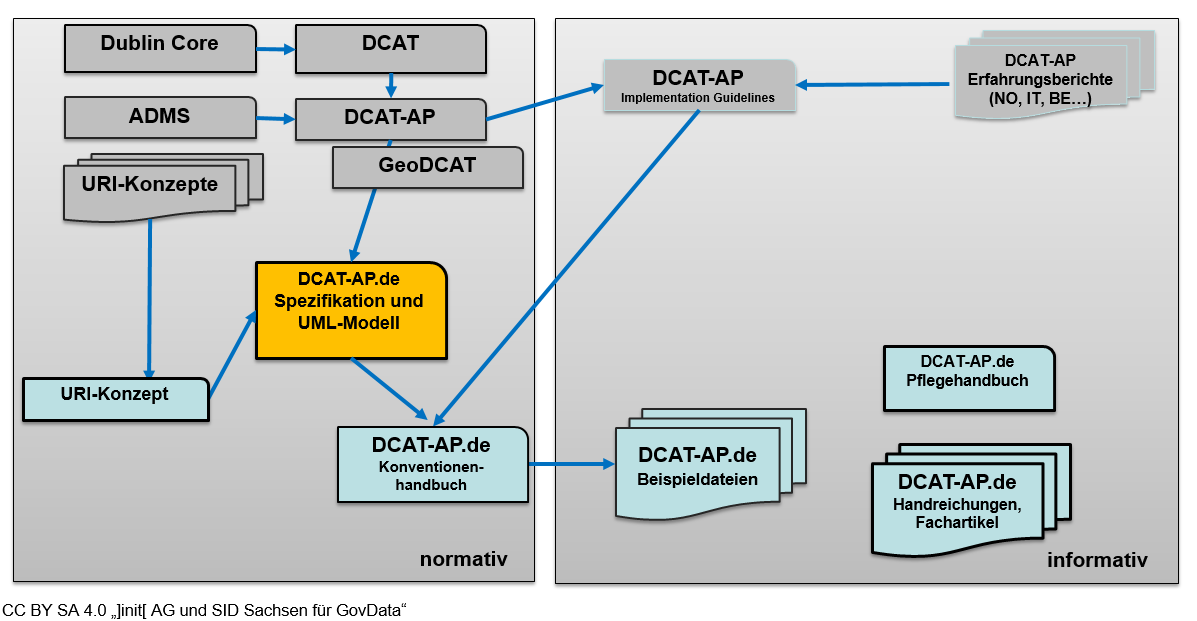 Dublin Core
DCAT
ADMS
DCAT-AP
GeoDCAT
URI-Konzepte
DCAT-AP.de
Spezifikation und
UML-Modell
URI-Konzept
DCAT-AP.de
Konventionen-
handbuch
normativ
DCAT-AP
Implementation Guidelines
DCAT-AP
Erfahrungsberichte
(NO, IT, BE…)
DCAT-AP.de
Pflegehandbuch
DCAT-AP.de
Beispieldateien
DCAT-AP.de
Handreichungen,
Fachartikel
informativ
CC BY SA 4.0 „]init[ AG und SID Sachsen für GovData“